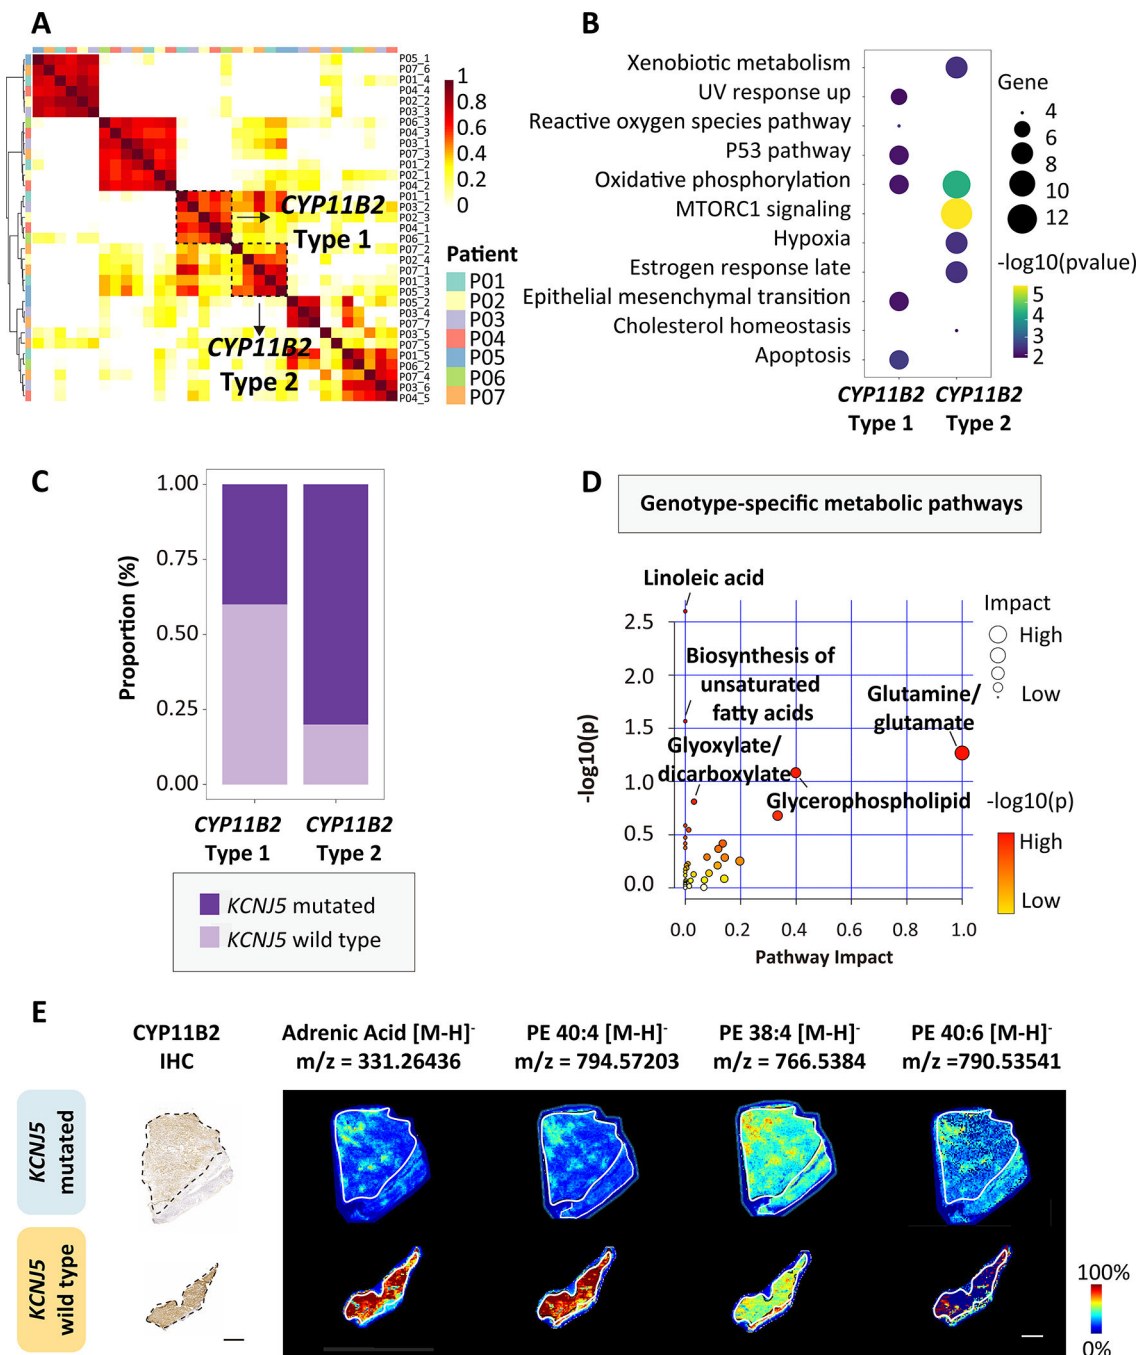 A
P05_1
P07_6
P01_4
P04_4
P02_2
P03_3
P06_3
P04_3
P03_1
P07_3
P01_2
P02_1
P04_2
P01_1
P03_2
P02_3
P04_1
P06_1
P07_2
P02_4
P07_1
P01_3
P05_3
P05_2
P03_4
P07_7
P03_5
P07_5
P01_5
P06_2
P07_4
P03_6
P04_5
CYP11B2
Type 1
CYP11B2
Type 2
1
0.8
0.6
0.4
0.2
0
Patient
P01
P02
P03
P04
P05
P06
P07
B
Xenobiotic metabolism
UV response up
Reactive oxygen species pathway
P53 pathway
Oxidative phosphorylation
MTORC1 signaling
Hypoxia
Estrogen response late
Epithelial mesenchymal transition
Cholesterol homeostasis
Apoptosis
CYP11B2 CYP11B2
Type 1 Type 2
Gene
4
6
8
10
12
-log10(pvalue)
5
4
3
2
C
Proportion (%)
1.00
0.75
0.50
0.25
0.00
CYP11B2 CYP11B2
Type 1 Type 2
KCNJ5 mutated
KCNJ5 wild type
D
Genotype-specific metabolic pathways
-log10(p)
2.5
2.0
1.5
1.0
0.5
0.0
Linoleic acid
Biosynthesis of
unsaturated
fatty acids
Glutamine/
glutamate
Glyoxylate/
dicarboxylate
Glycerophospholipid
0.0 0.2 0.4 0.6 0.8 1.0
Pathway Impact
Impact
High
Low
-log10(p)
High
Low
E
CYP11B2
IHC
Adrenic Acid [M-H]-
m/z = 331.26436
PE 40:4 [M-H]-
m/z = 794.57203
PE 38:4 [M-H]-
m/z = 766.5384
PE 40:6 [M-H]-
m/z =790.53541
KCNJ5
mutated
KCNJ5
wild type
100%
0%